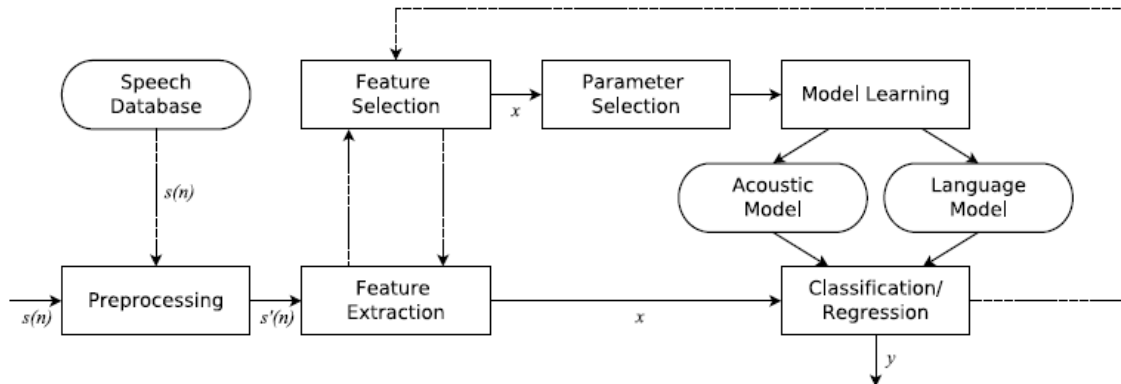 Speech
Database
Feature
Selection
x
Parameter
Selection
Model Learning
s(n)
Acoustic
Model
Language
Model
s(n)
Preprocessing
s'(n)
Feature
Extraction
x
Classification/
Regression
y